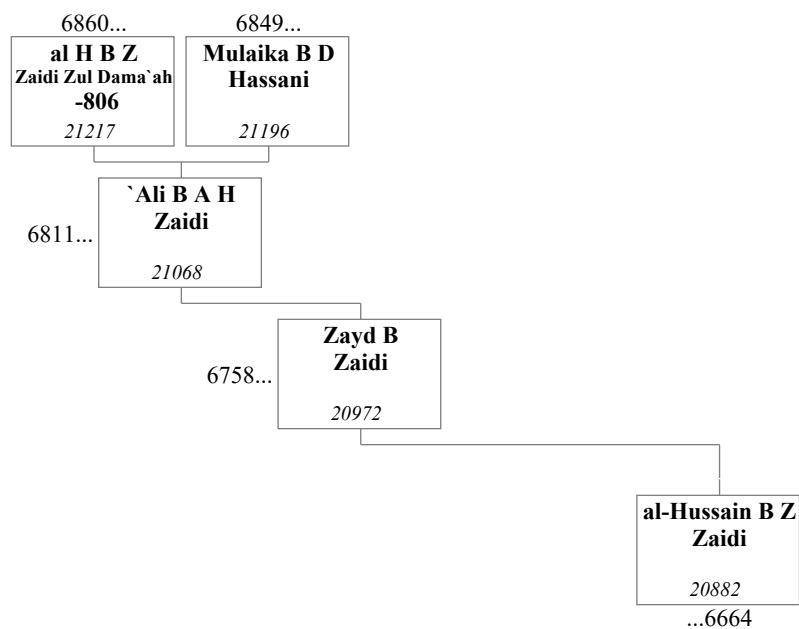 6860...
6849...
al H B Z
Zaidi Zul Dama`ah
-806
21217
Mulaika B D
Hassani
21196
`Ali B A H
Zaidi
21068
6811...
Zayd B
Zaidi
20972
6758...
al-Hussain B Z
Zaidi
20882
...6664